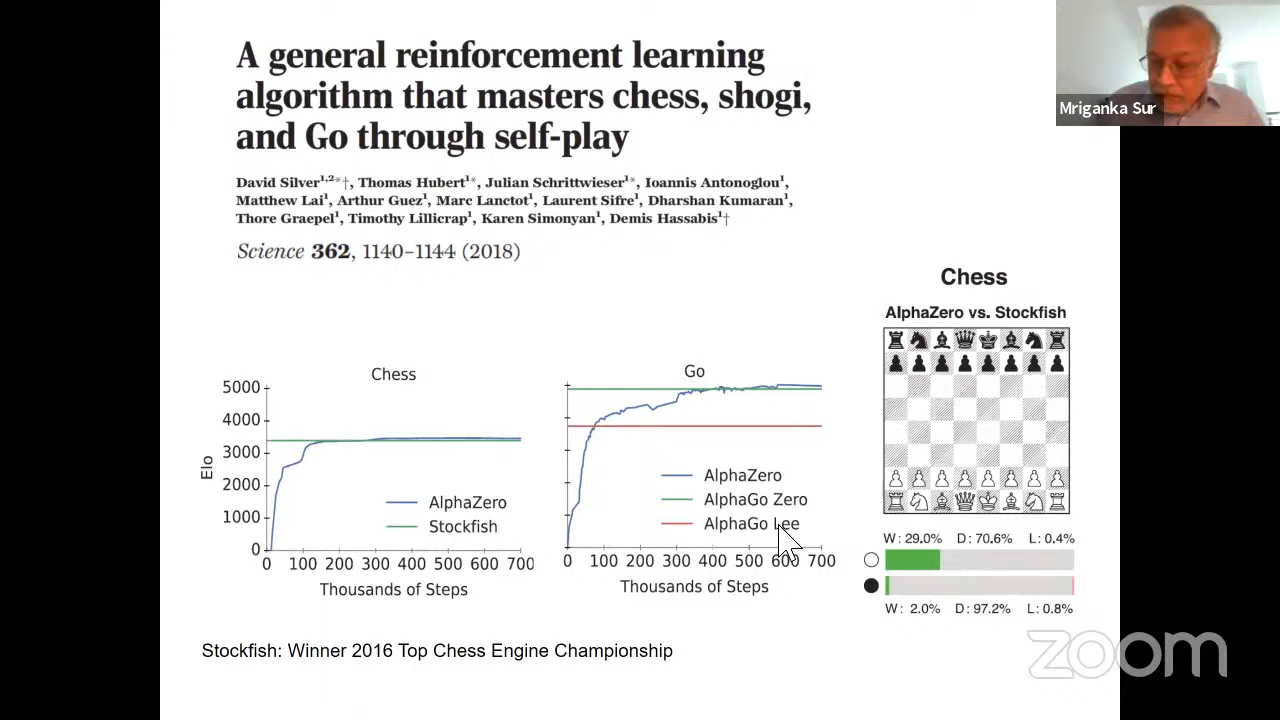 A general reinforcement learning
algorithm that masters chess, shogi,
and Go through self-play
David Silver¹,²*†, Thomas Hubert¹*, Julian Schrittwieser¹*, Ioannis Antonoglou¹,
Matthew Lai¹, Arthur Guez¹, Marc Lanctot¹, Laurent Sifre¹, Dharshan Kumaran¹,
Thore Graepel¹, Timothy Lillicrap¹, Karen Simonyan¹, Demis Hassabis¹†
Science 362, 1140–1144 (2018)
Mriganka Sur
Chess
5000
4000
3000
2000
1000
0
Elo
AlphaZero
Stockfish
0 100 200 300 400 500 600 700
Thousands of Steps
Go
AlphaZero
AlphaGo Zero
AlphaGo Lee
0 100 200 300 400 500 600 700
Thousands of Steps
Chess
AlphaZero vs. Stockfish
W: 29.0% D: 70.6% L: 0.4%
W: 2.0% D: 97.2% L: 0.8%
Stockfish: Winner 2016 Top Chess Engine Championship
zoom